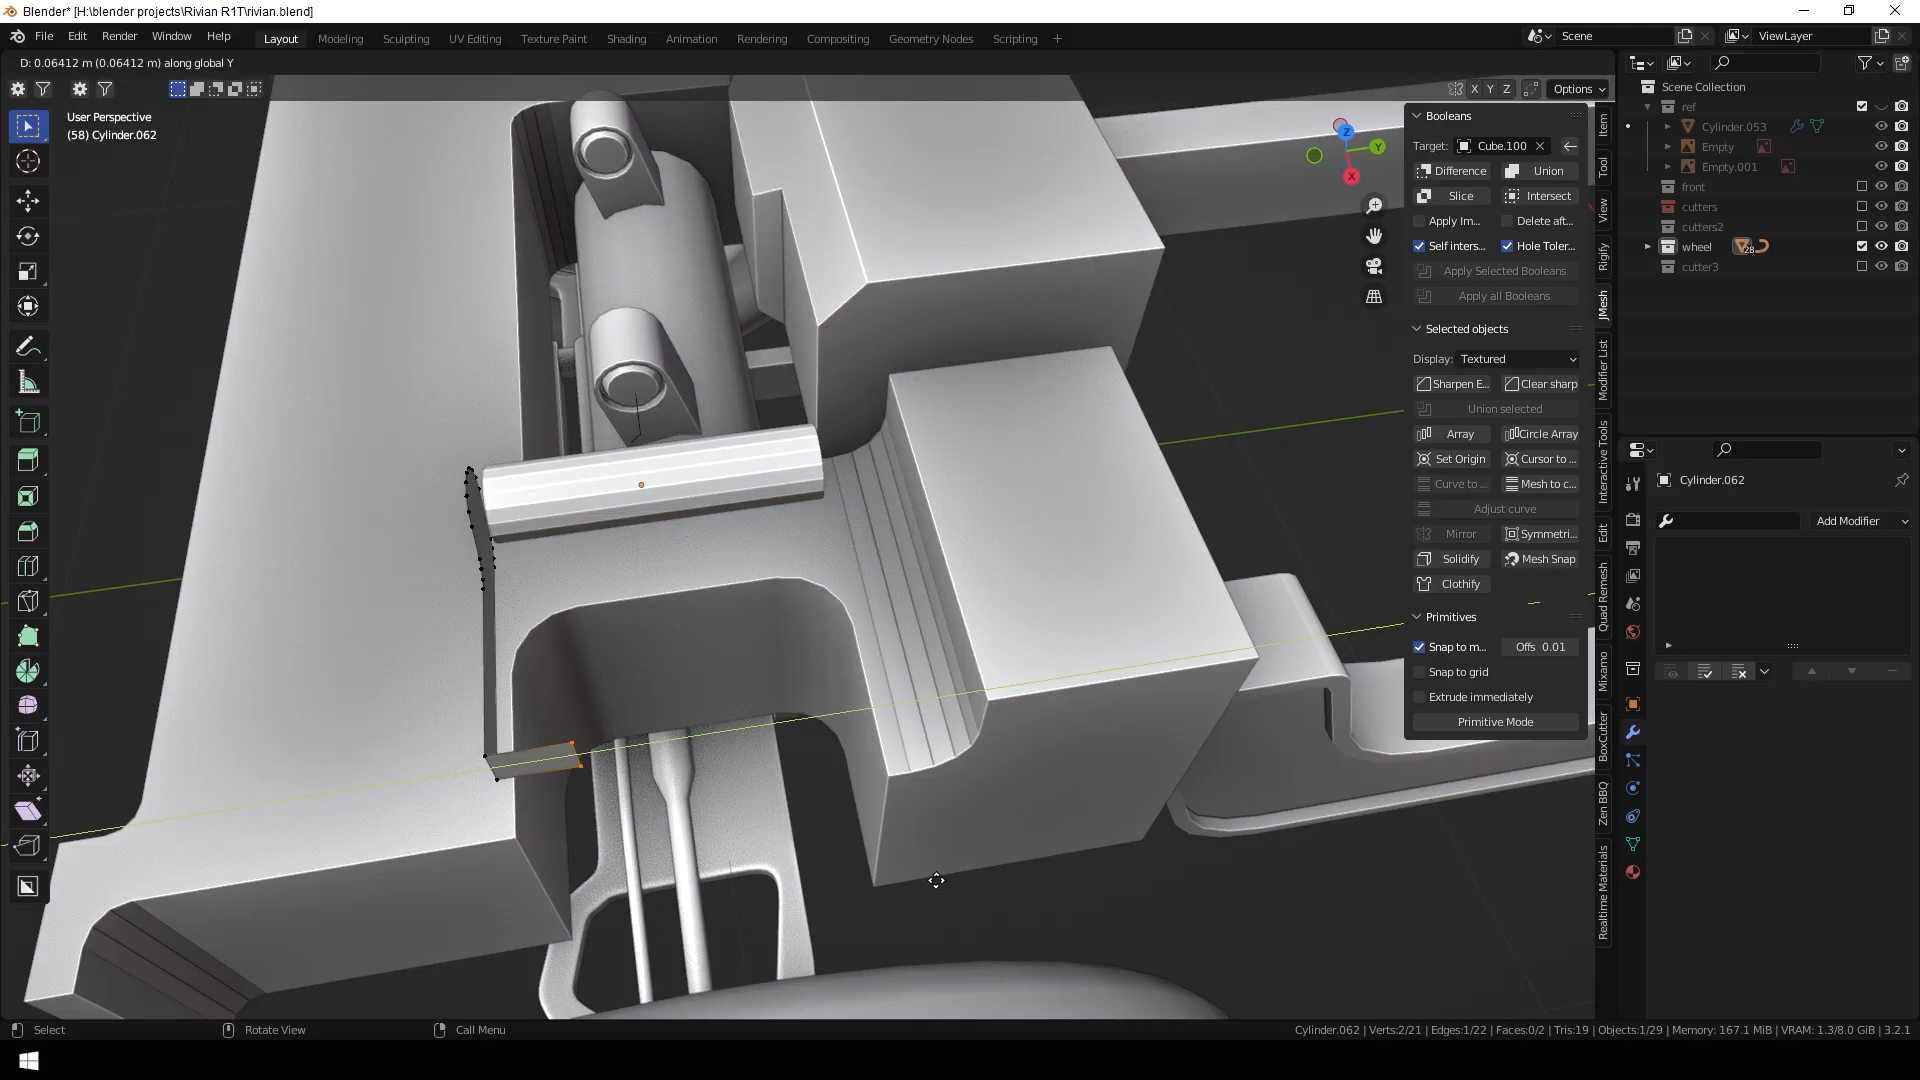 Blender* [H:\blender projects\Rivian R1T\rivian.blend]
File Edit Render Window Help Layout Modeling Sculpting UV Editing Texture Paint Shading Animation Rendering Compositing Geometry Nodes Scripting + Scene ViewLayer
D: 0.06412 m (0.06412 m) along global Y
X Y Z Options
User Perspective
(58) Cylinder.062
Z Y X
Booleans
Target: Cube.100
Difference Union
Slice Intersect
Apply Im... Delete aft...
Self inters... Hole Toler...
Apply Selected Booleans
Apply all Booleans
Selected objects
Display: Textured
Sharpen E... Clear sharp
Union selected
Array Circle Array
Set Origin Cursor to ...
Curve to ... Mesh to c...
Adjust curve
Mirror Symmetri...
Solidify Mesh Snap
Clothify
Primitives
Snap to m... Offs 0.01
Snap to grid
Extrude immediately
Primitive Mode
Item
Tool
View
Rigify
JMesh
Modifier List
Interactive Tools
Edit
Quad Remesh
Mixamo
BoxCutter
Zen BBQ
Realtime Materials
Scene Collection
ref
Cylinder.053
Empty
Empty.001
front
cutters
cutters2
wheel 28
cutter3
Cylinder.062
Add Modifier
Select Rotate View Call Menu
Cylinder.062 | Verts:2/21 | Edges:1/22 | Faces:0/2 | Tris:19 | Objects:1/29 | Memory: 167.1 MiB | VRAM: 1.3/8.0 GiB | 3.2.1